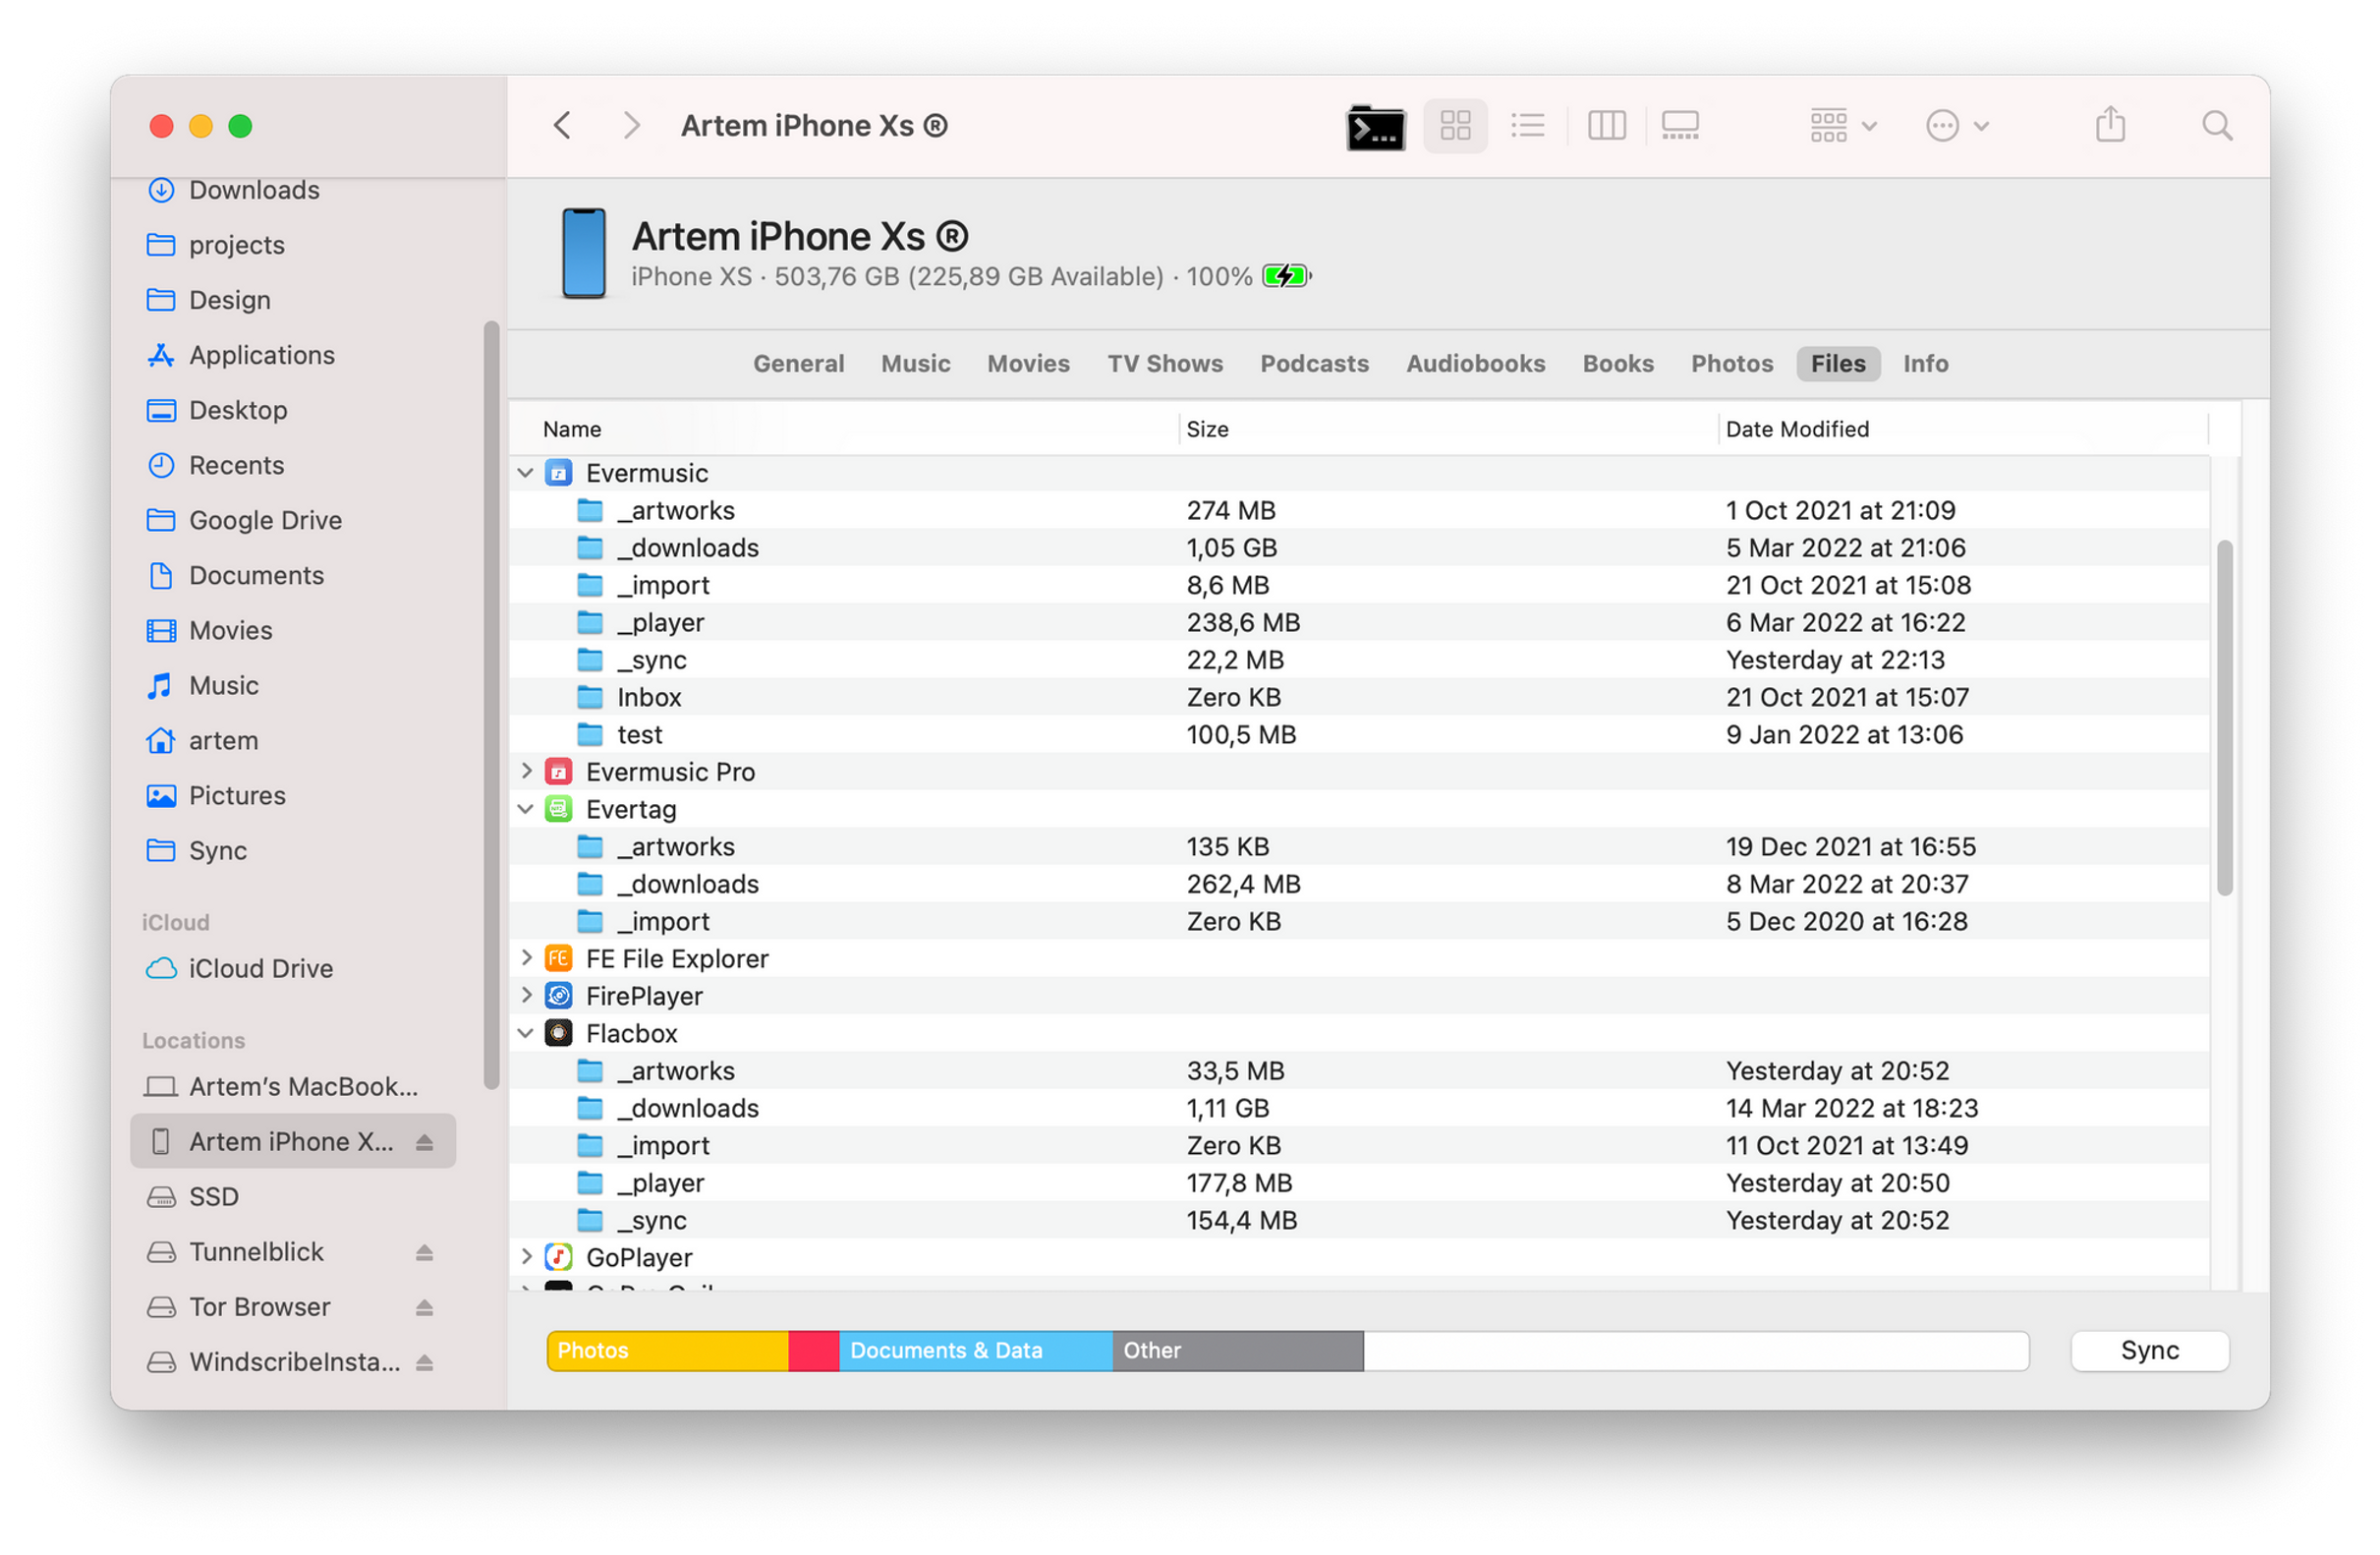 Artem iPhone Xs ®
Downloads
projects
Design
Applications
Desktop
Recents
Google Drive
Documents
Movies
Music
artem
Pictures
Sync
iCloud
iCloud Drive
Locations
Artem’s MacBook...
Artem iPhone X...
SSD
Tunnelblick
Tor Browser
WindscribeInsta...
Artem iPhone Xs ®
iPhone XS · 503,76 GB (225,89 GB Available) · 100%
General Music Movies TV Shows Podcasts Audiobooks Books Photos Files Info
Name Size Date Modified
Evermusic
_artworks 274 MB 1 Oct 2021 at 21:09
_downloads 1,05 GB 5 Mar 2022 at 21:06
_import 8,6 MB 21 Oct 2021 at 15:08
_player 238,6 MB 6 Mar 2022 at 16:22
_sync 22,2 MB Yesterday at 22:13
Inbox Zero KB 21 Oct 2021 at 15:07
test 100,5 MB 9 Jan 2022 at 13:06
Evermusic Pro
Evertag
_artworks 135 KB 19 Dec 2021 at 16:55
_downloads 262,4 MB 8 Mar 2022 at 20:37
_import Zero KB 5 Dec 2020 at 16:28
FE FE File Explorer
FirePlayer
Flacbox
_artworks 33,5 MB Yesterday at 20:52
_downloads 1,11 GB 14 Mar 2022 at 18:23
_import Zero KB 11 Oct 2021 at 13:49
_player 177,8 MB Yesterday at 20:50
_sync 154,4 MB Yesterday at 20:52
GoPlayer
Photos Documents & Data Other
Sync